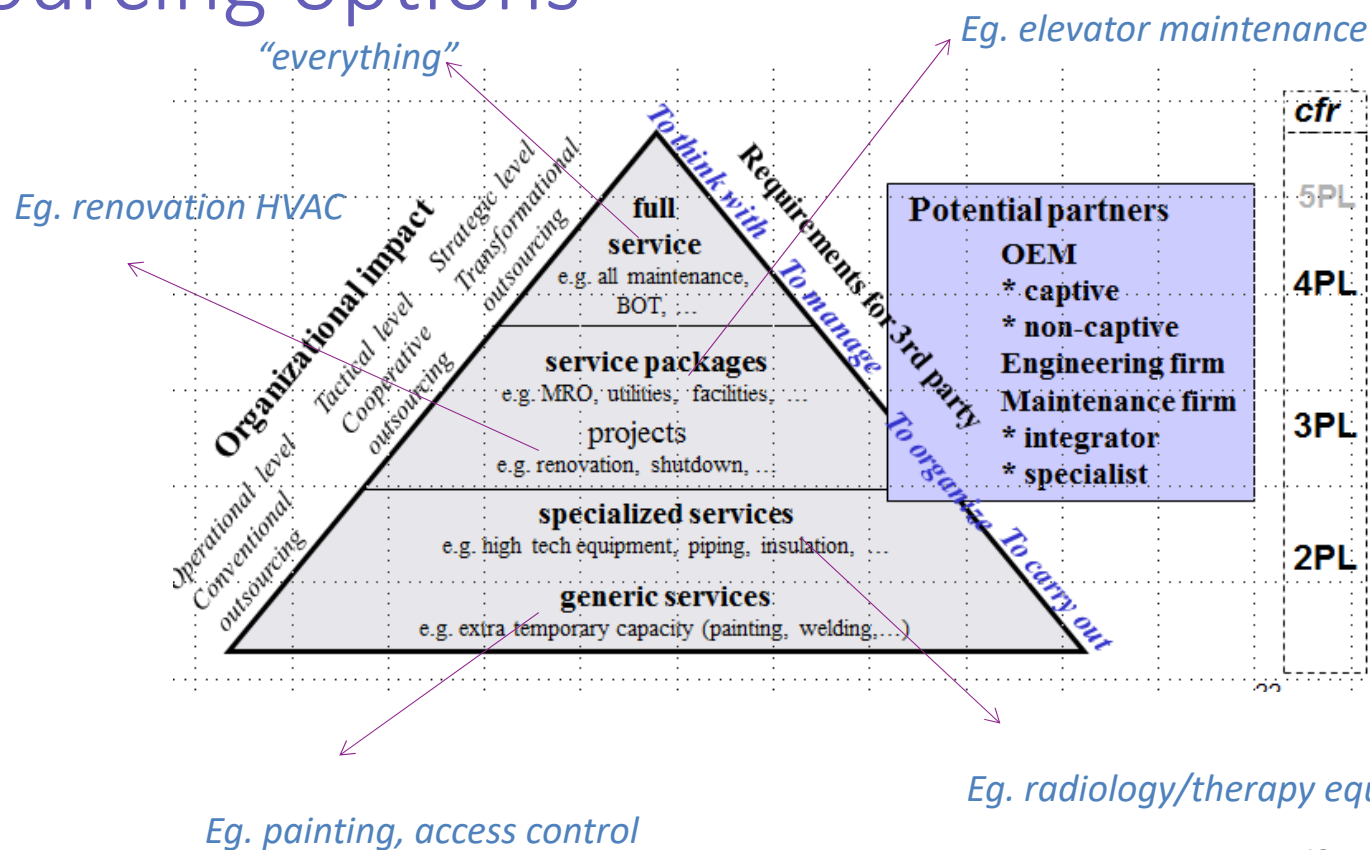 ourcing options
"everything"
Eg. elevator maintenance
Eg. renovation HVAC
Organizational impact
Strategic level
Transformational
outsourcing
Tactical level
Cooperative
outsourcing
Operational level
Conventional
outsourcing
full
service
e.g. all maintenance,
BOT, ...
service packages
e.g. MRO, utilities, facilities, ...
projects
e.g. renovation, shutdown, ...
specialized services
e.g. high tech equipment, piping, insulation, ...
generic services
e.g. extra temporary capacity (painting, welding,...)
To think with
To manage
To organize
To carry out
Requirements for 3rd party
Potential partners
OEM
* captive
* non-captive
Engineering firm
Maintenance firm
* integrator
* specialist
cfr
5PL
4PL
3PL
2PL
Eg. radiology/therapy equ
Eg. painting, access control